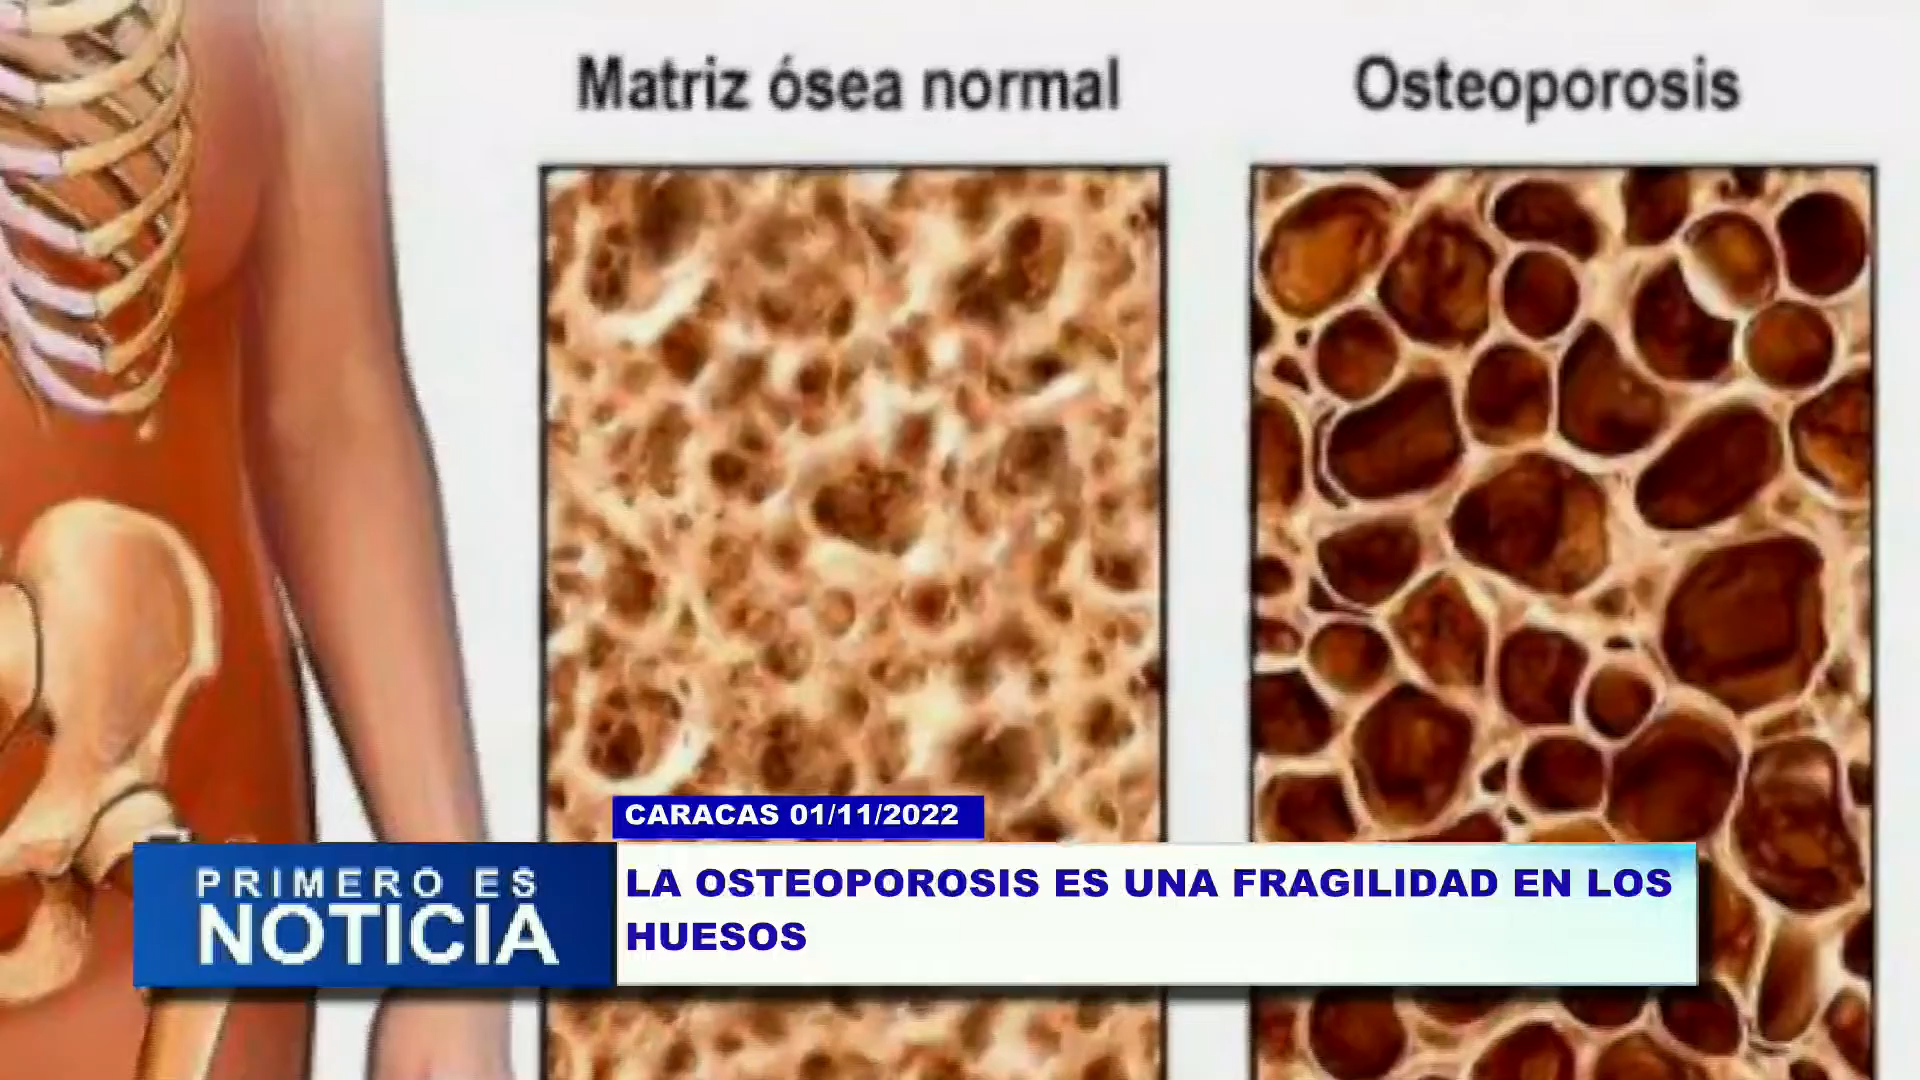 Matriz ósea normal
Osteoporosis
CARACAS 01/11/2022
PRIMERO ES
NOTICIA
LA OSTEOPOROSIS ES UNA FRAGILIDAD EN LOS
HUESOS